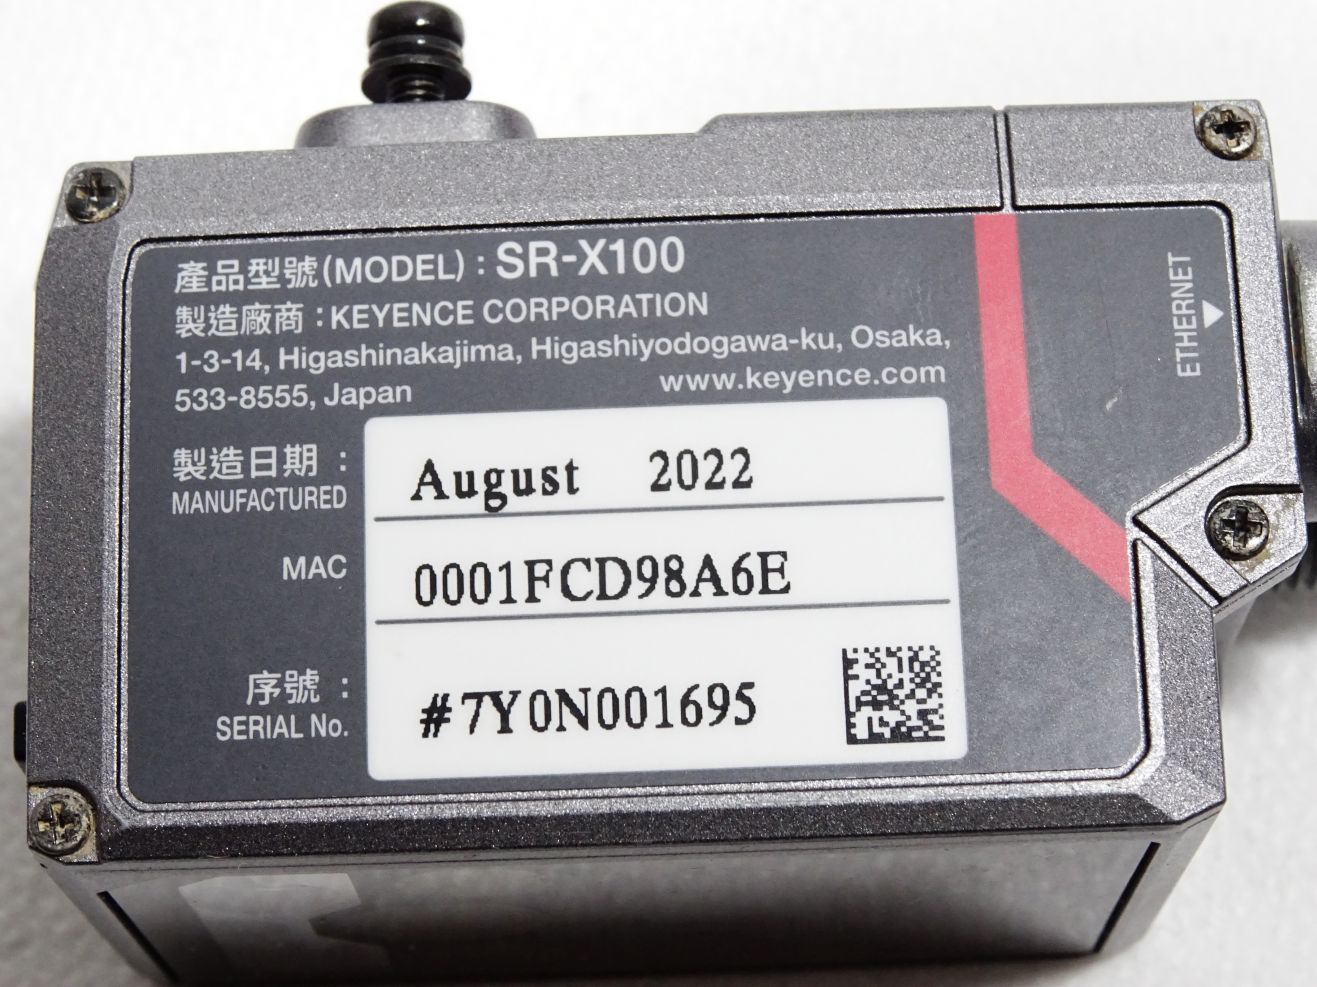 產品型號(MODEL) : SR-X100
製造廠商 : KEYENCE CORPORATION
1-3-14, Higashinakajima, Higashiyodogawa-ku, Osaka,
533-8555, Japan www.keyence.com
製造日期 : August 2022
MANUFACTURED
MAC 0001FCD98A6E
序號 : #7Y0N001695
SERIAL No.
ETHERNET